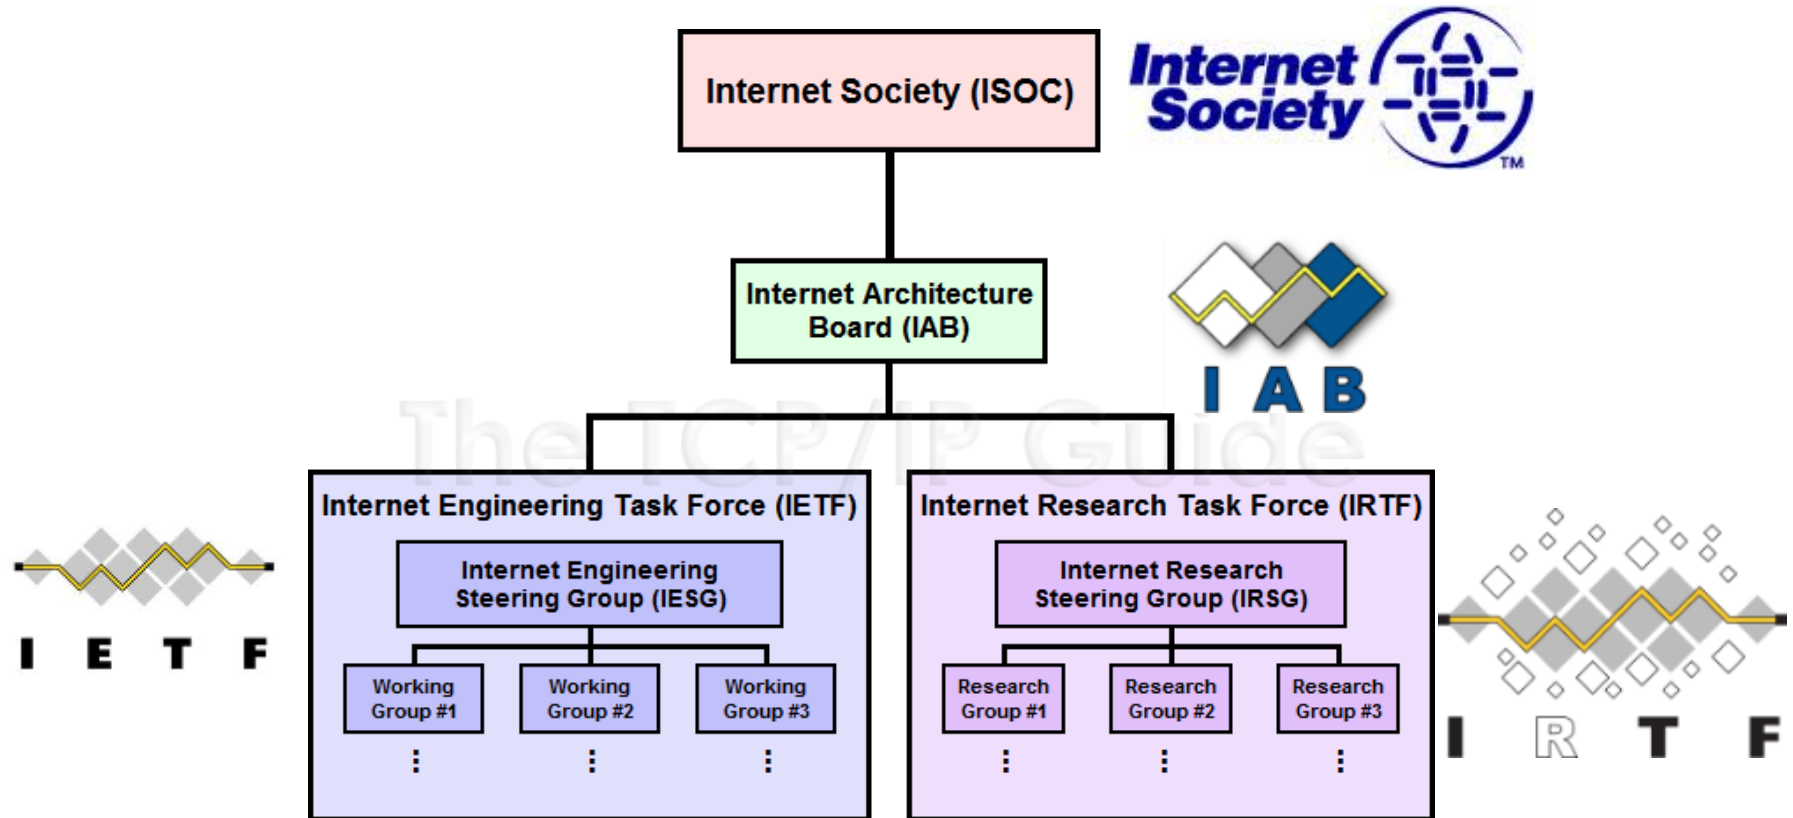 Internet Society (ISOC)
Internet
Society
TM
Internet Architecture
Board (IAB)
I A B
The TCP/IP Guide
Internet Engineering Task Force (IETF)
Internet Engineering
Steering Group (IESG)
Working
Group #1
Working
Group #2
Working
Group #3
I E T F
Internet Research Task Force (IRTF)
Internet Research
Steering Group (IRSG)
Research
Group #1
Research
Group #2
Research
Group #3
I R T F